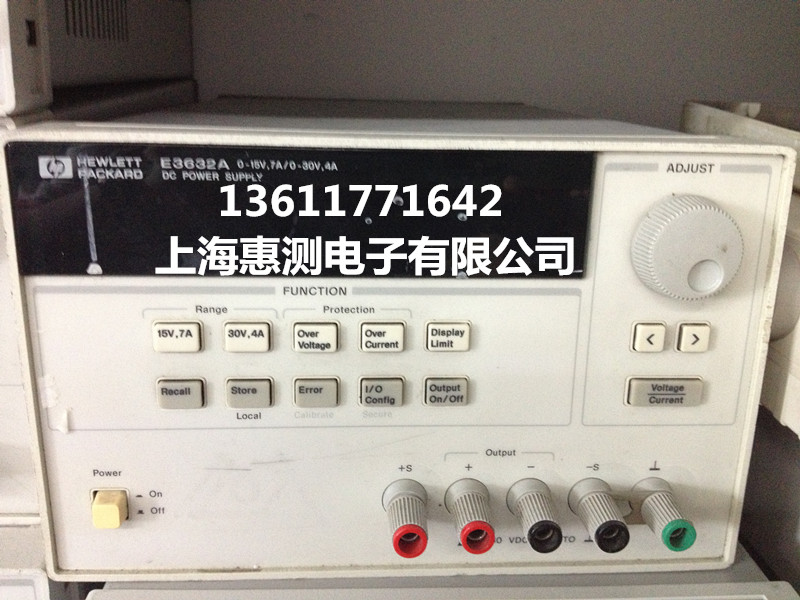 hp HEWLETT PACKARD
E3632A 0-15V,7A/0-30V,4A
DC POWER SUPPLY
13611771642
上海惠测电子有限公司
ADJUST
FUNCTION
Range
Protection
15V,7A
30V,4A
Over Voltage
Over Current
Display Limit
< >
Recall
Store
Error
I/O Config
Output On/Off
Voltage
Current
Local
Calibrate
Secure
Power
On
Off
Output
+S
+
-
-S